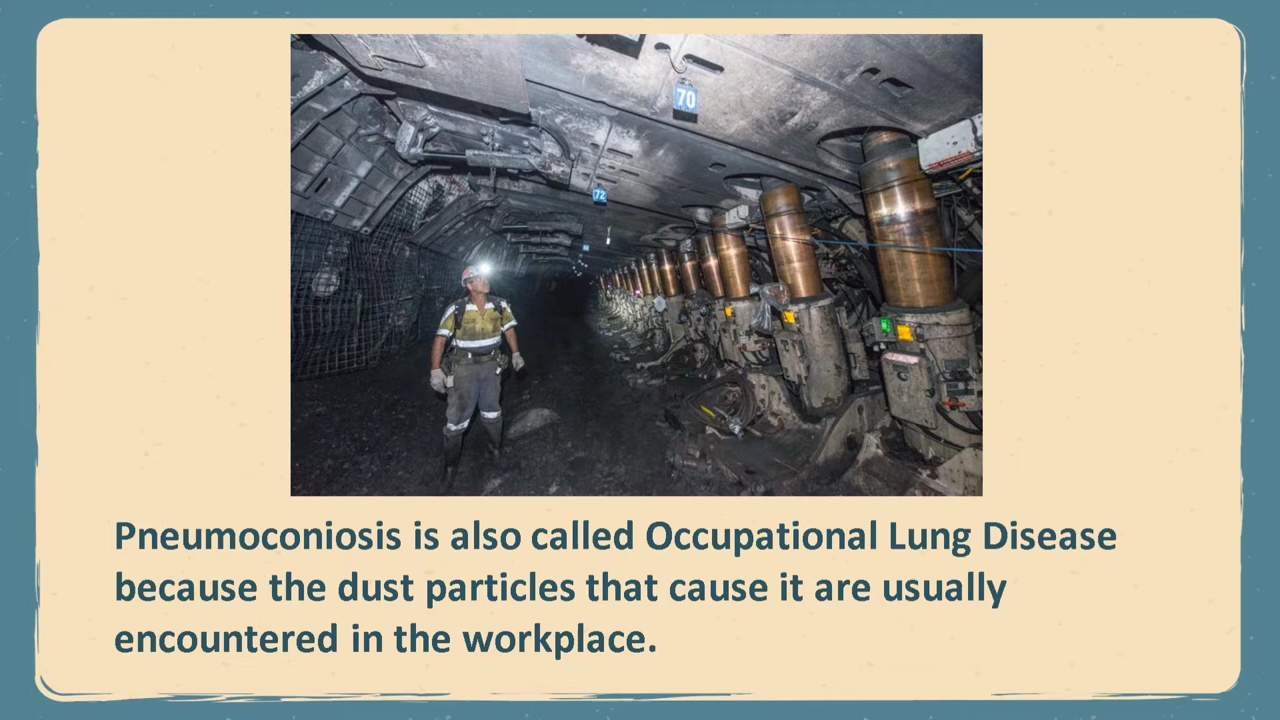 70
72
Pneumoconiosis is also called Occupational Lung Disease
because the dust particles that cause it are usually
encountered in the workplace.